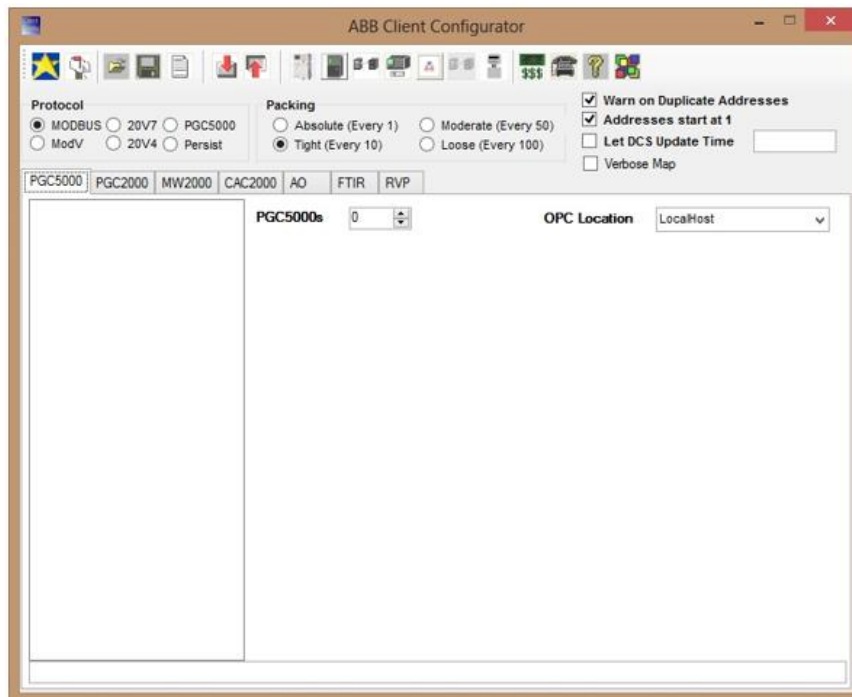 ABB Client Configurator
$$$
Protocol
MODBUS 20V7 PGC5000
ModV 20V4 Persist
Packing
Absolute (Every 1) Moderate (Every 50)
Tight (Every 10) Loose (Every 100)
Warn on Duplicate Addresses
Addresses start at 1
Let DCS Update Time
Verbose Map
PGC5000 PGC2000 MW2000 CAC2000 AO FTIR RVP
PGC5000s 0 OPC Location LocalHost